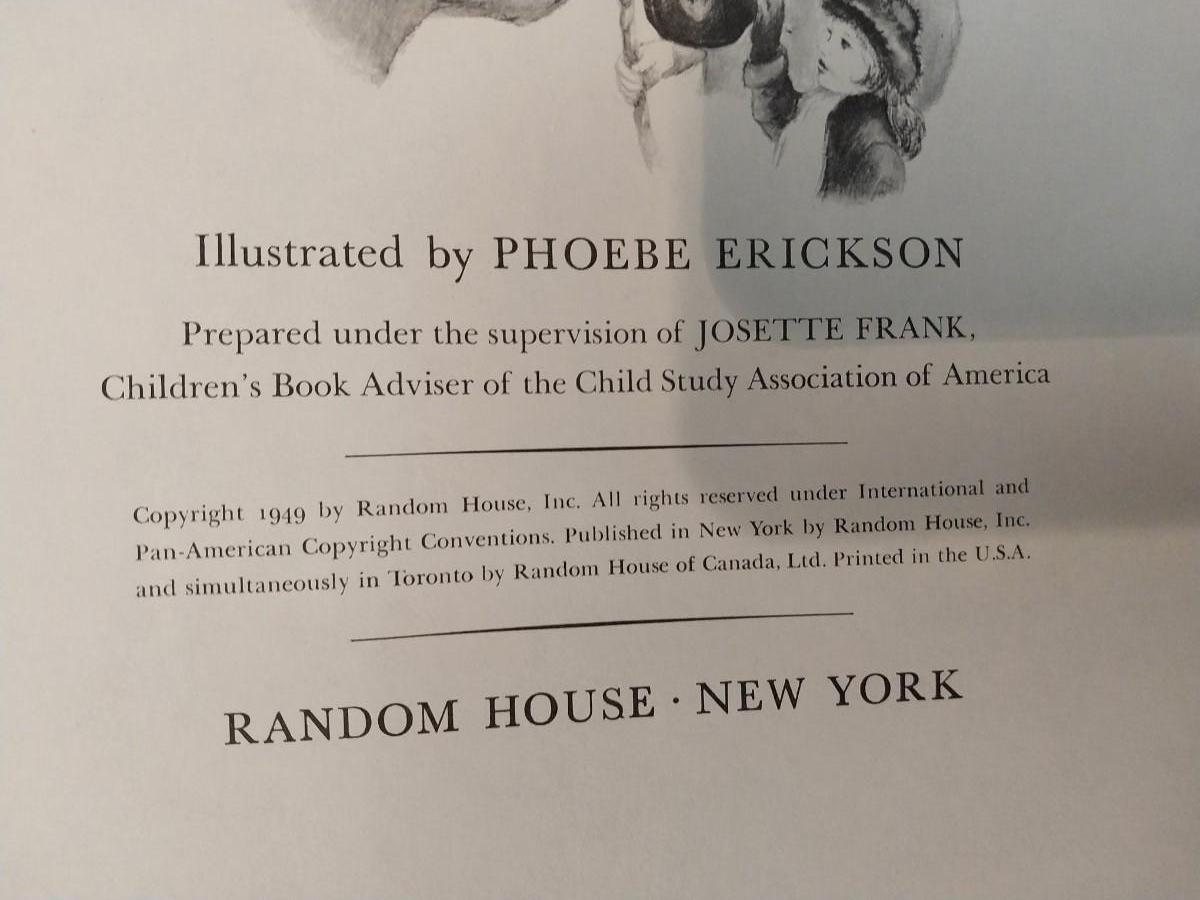 Illustrated by PHOEBE ERICKSON
Prepared under the supervision of JOSETTE FRANK,
Children's Book Adviser of the Child Study Association of America
Copyright 1949 by Random House, Inc. All rights reserved under International and
Pan-American Copyright Conventions. Published in New York by Random House, Inc.
and simultaneously in Toronto by Random House of Canada, Ltd. Printed in the U.S.A.
RANDOM HOUSE · NEW YORK